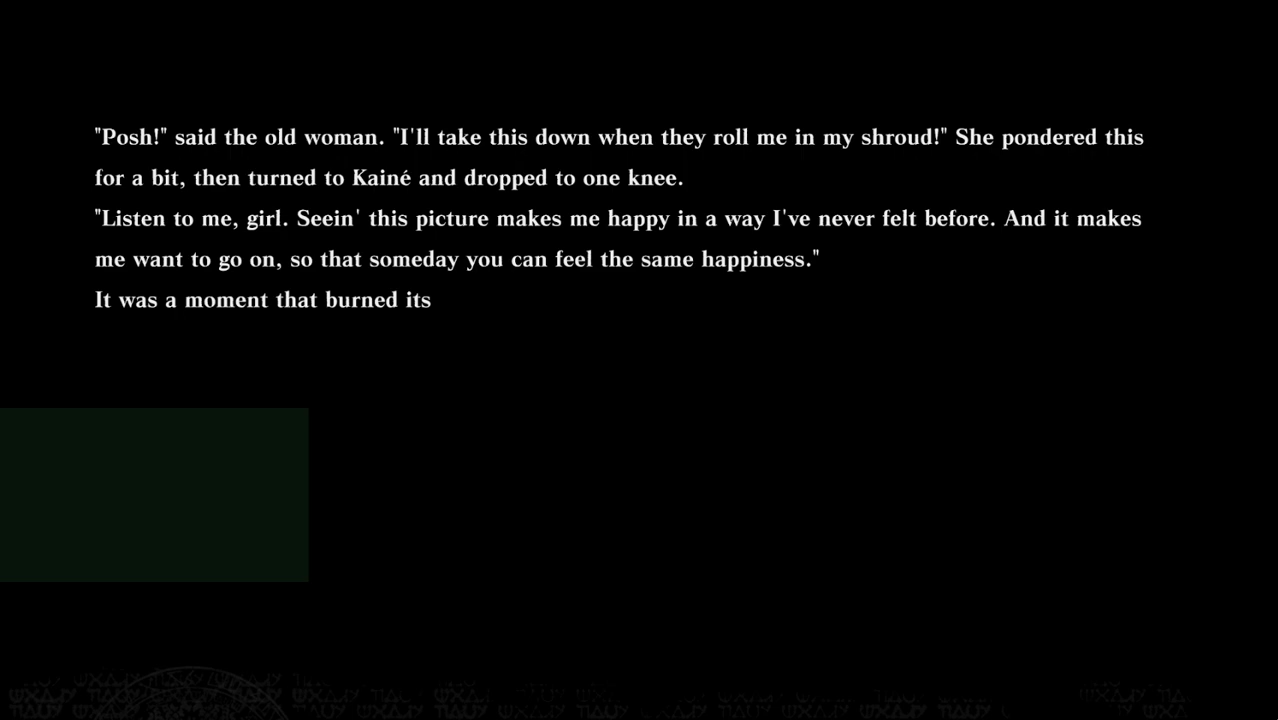 "Posh!" said the old woman. "I'll take this down when they roll me in my shroud!" She pondered this
for a bit, then turned to Kainé and dropped to one knee.
"Listen to me, girl. Seein' this picture makes me happy in a way I've never felt before. And it makes
me want to go on, so that someday you can feel the same happiness."
It was a moment that burned its